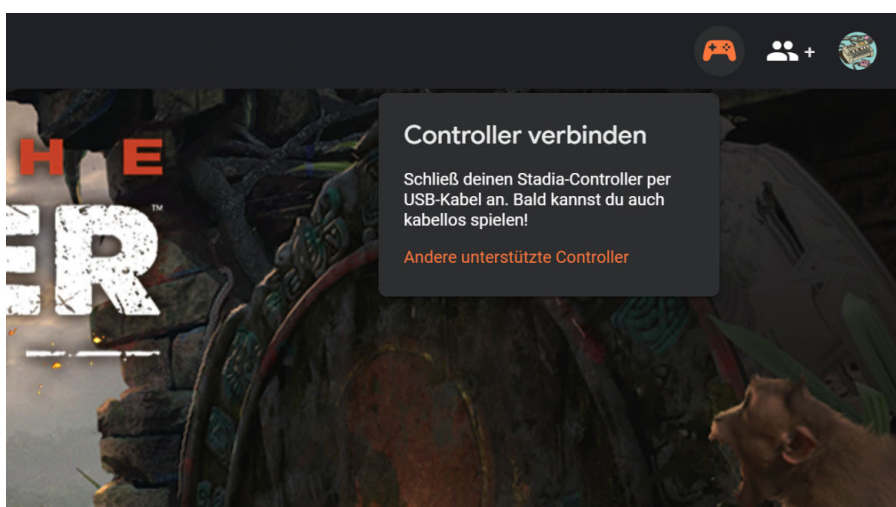 H E
ER™
+
Controller verbinden
Schließ deinen Stadia-Controller per
USB-Kabel an. Bald kannst du auch
kabellos spielen!
Andere unterstützte Controller